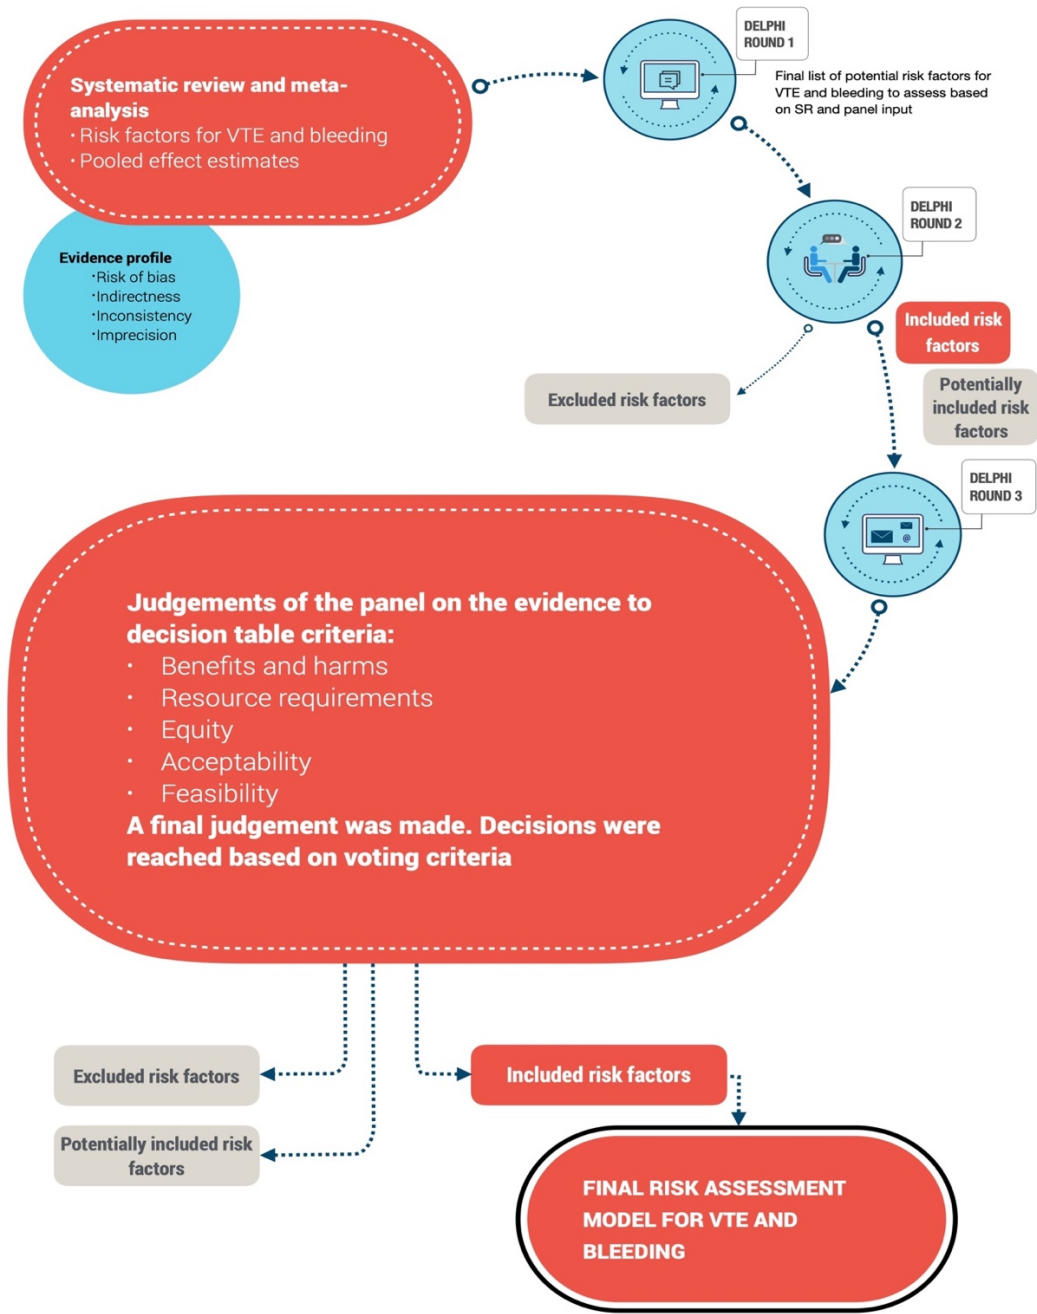 Systematic review and meta-
analysis
· Risk factors for VTE and bleeding
· Pooled effect estimates
Evidence profile
·Risk of bias
·Indirectness
·Inconsistency
·Imprecision
DELPHI
ROUND 1
Final list of potential risk factors for
VTE and bleeding to assess based
on SR and panel input
DELPHI
ROUND 2
Included risk
factors
Excluded risk factors
Potentially
included risk
factors
DELPHI
ROUND 3
@
Judgements of the panel on the evidence to
decision table criteria:
· Benefits and harms
· Resource requirements
· Equity
· Acceptability
· Feasibility
A final judgement was made. Decisions were
reached based on voting criteria
Excluded risk factors
Included risk factors
Potentially included risk
factors
FINAL RISK ASSESSMENT
MODEL FOR VTE AND
BLEEDING